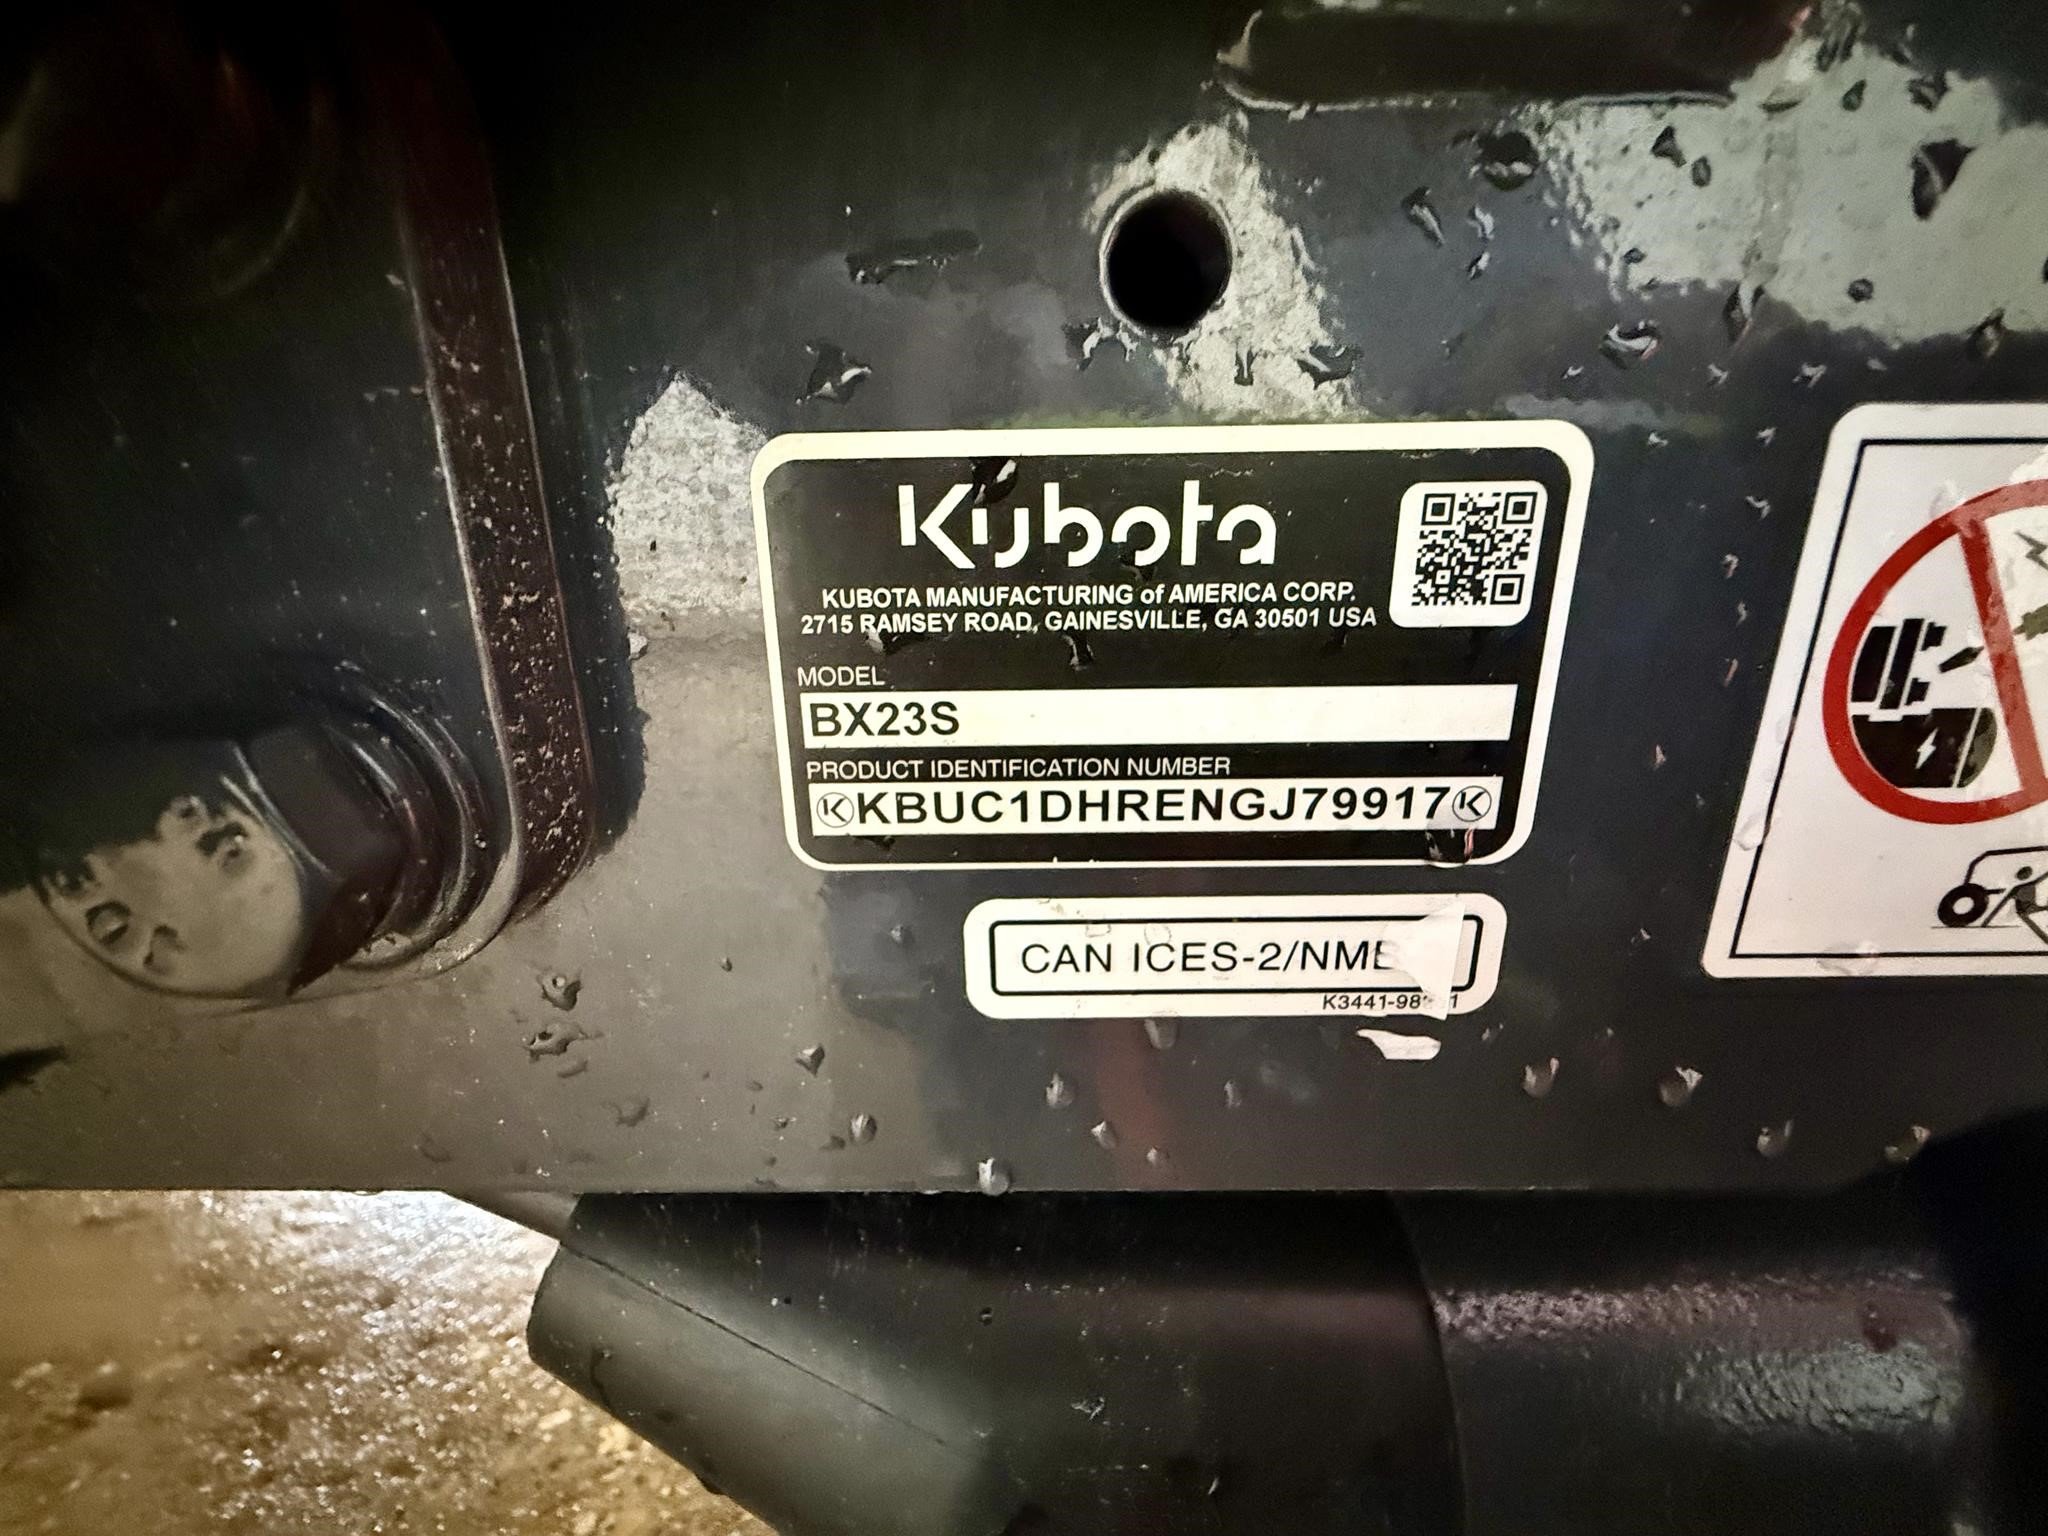 Kubota
KUBOTA MANUFACTURING of AMERICA CORP.
2715 RAMSEY ROAD, GAINESVILLE, GA 30501 USA
MODEL
BX23S
PRODUCT IDENTIFICATION NUMBER
KBUC1DHRENGJ79917
CAN ICES-2/NMB